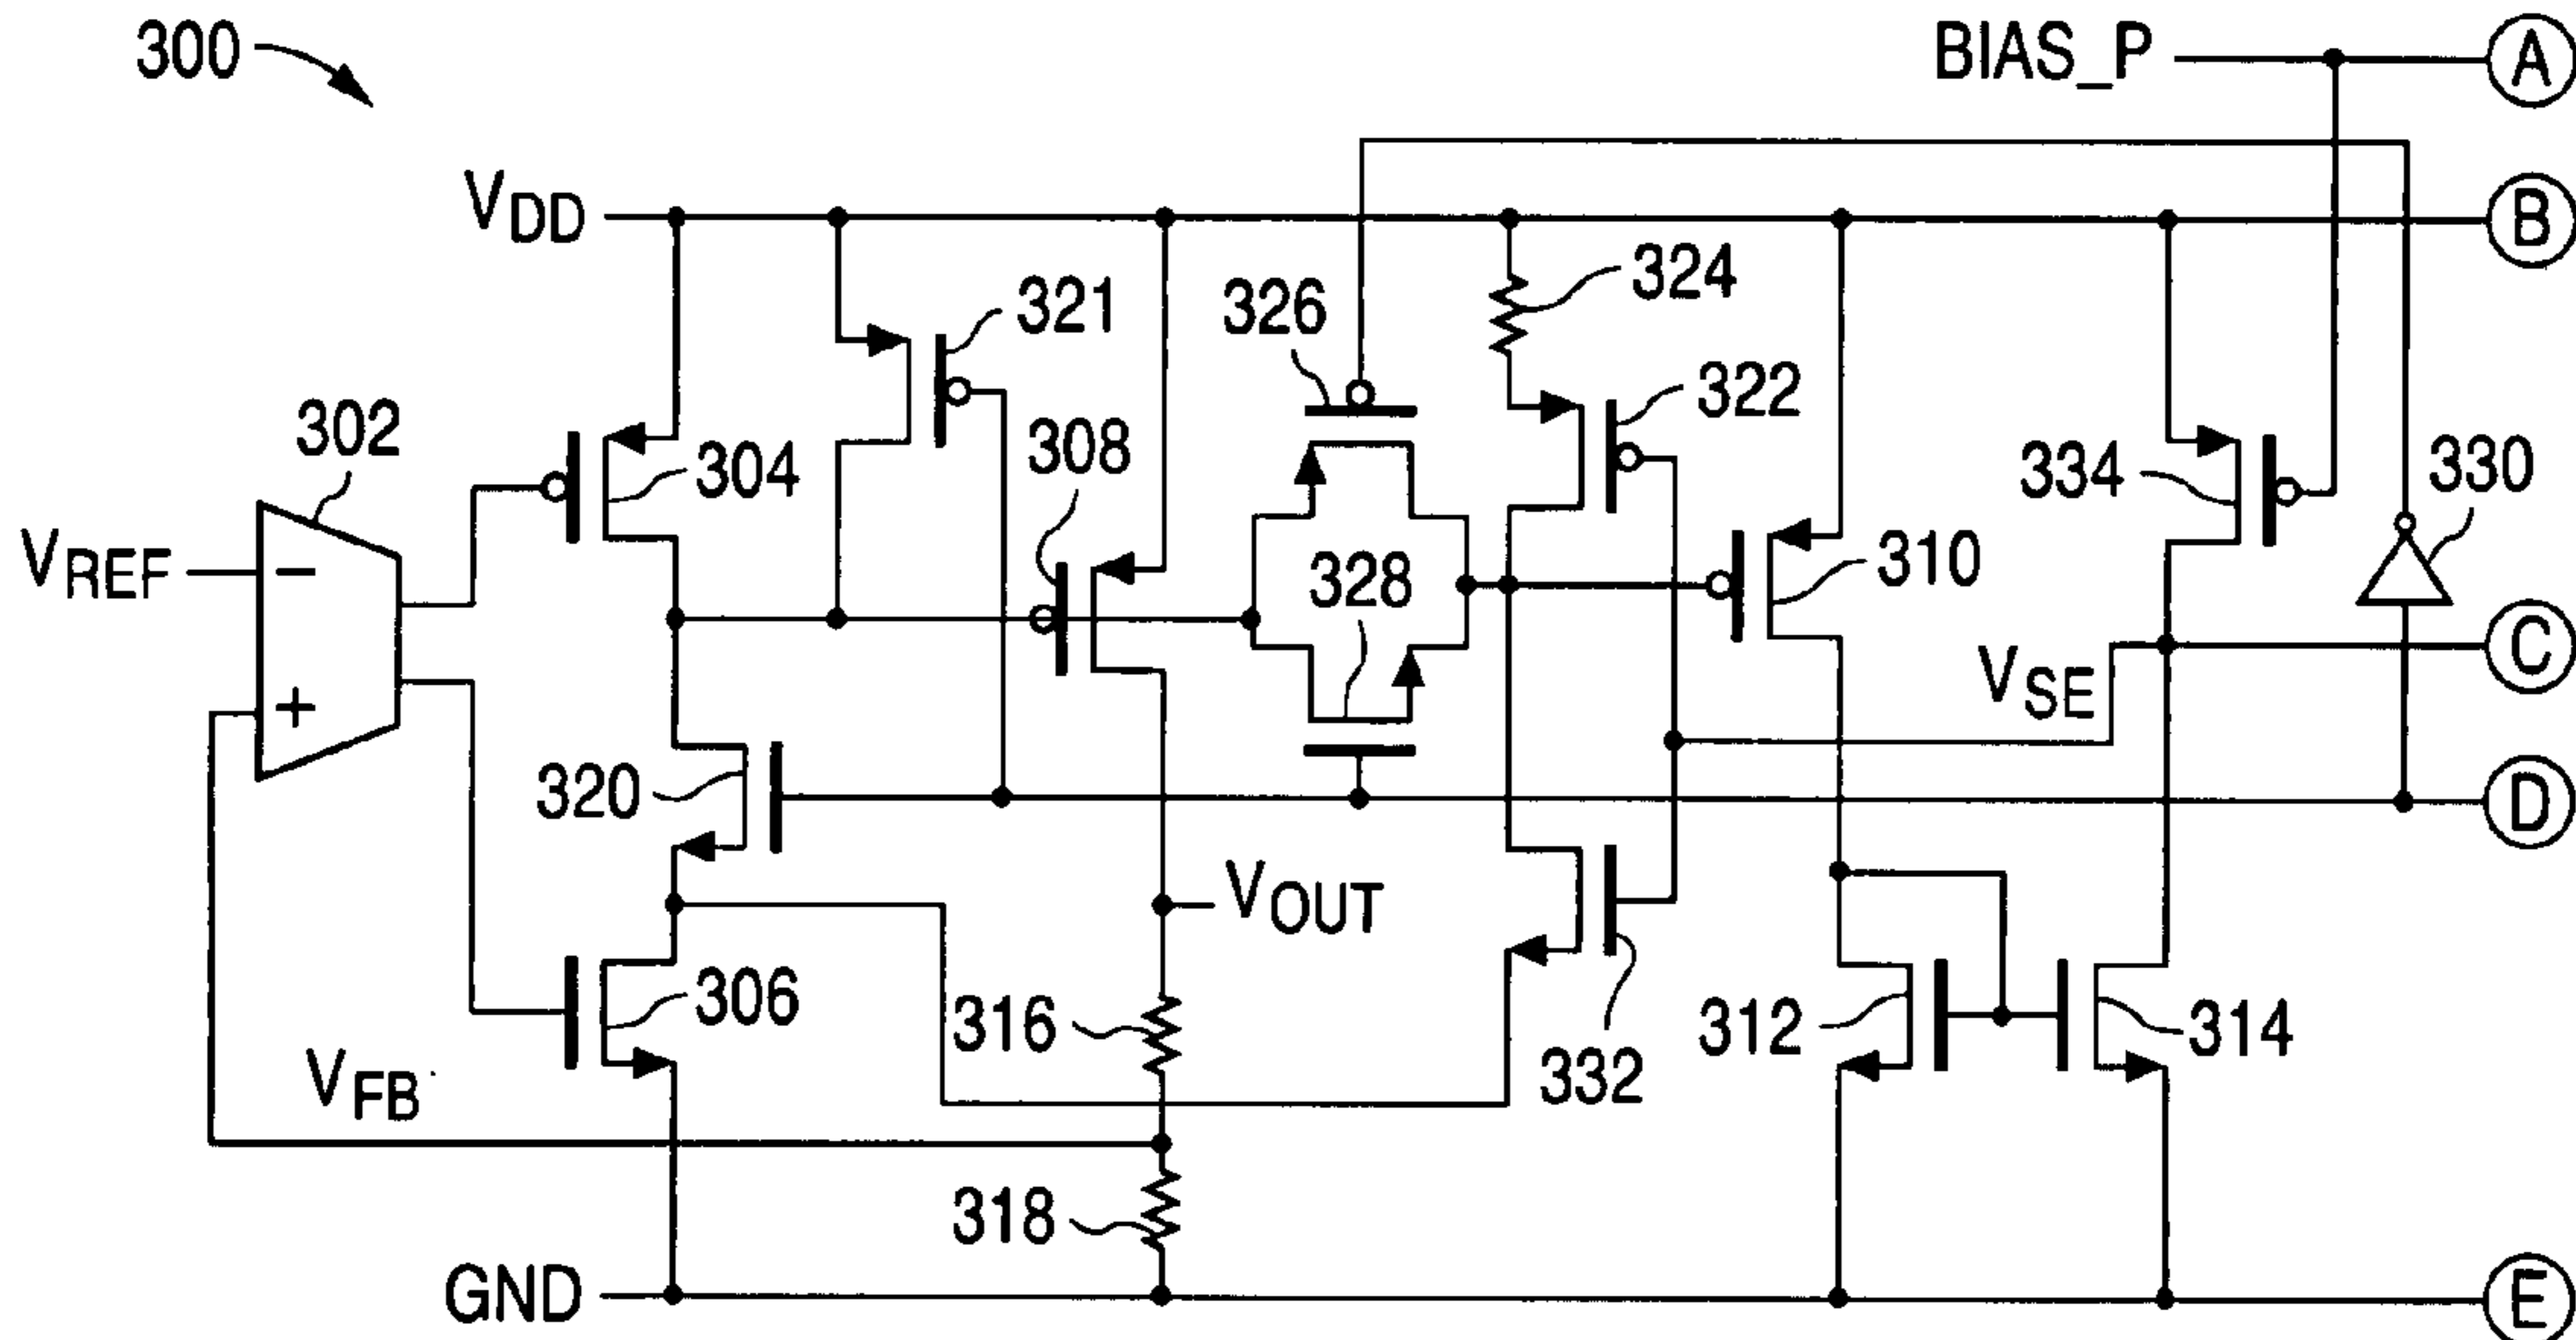 300
BIAS_P
A
VDD
B
321
326
324
302
304
308
322
334
330
VREF
−
328
310
+
VSE
C
320
D
VOUT
306
316
332
312
314
VFB
318
GND
E